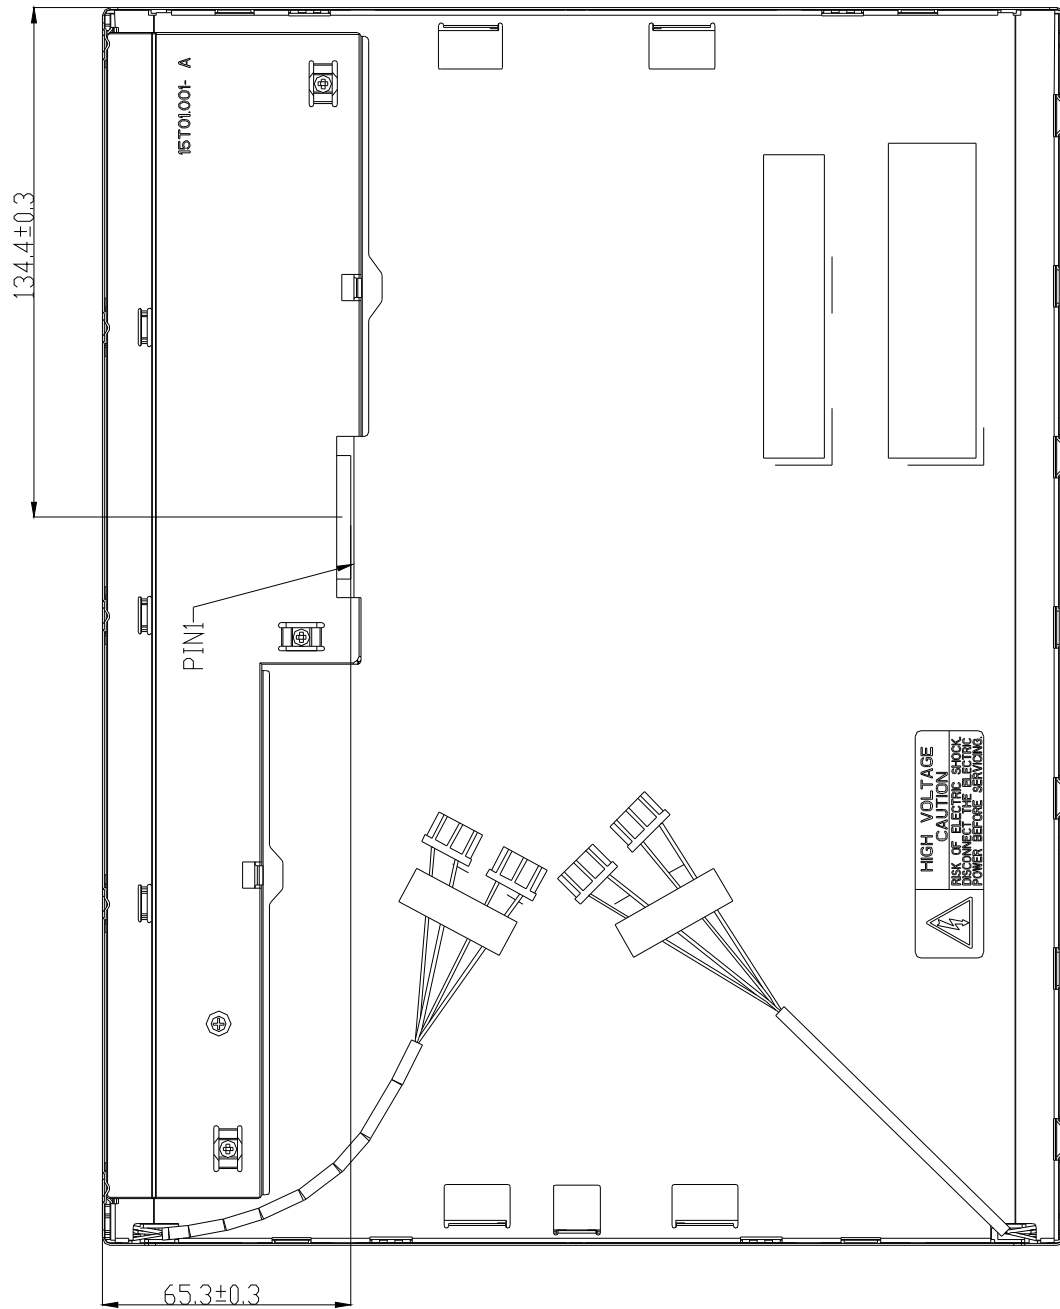 15T01.001- A
134.4±0.3
PIN1
HIGH VOLTAGE
CAUTION
RISK OF ELECTRIC SHOCK.
DISCONNECT THE ELECTRIC
POWER BEFORE SERVICING.
65.3±0.3